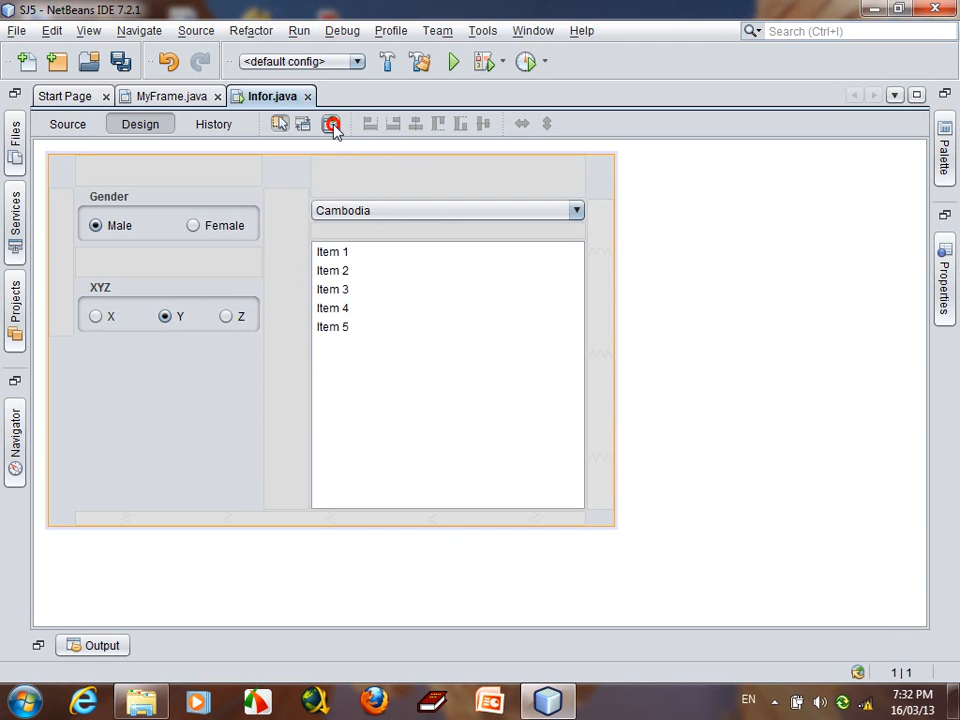 SJ5 - NetBeans IDE 7.2.1
File Edit View Navigate Source Refactor Run Debug Profile Team Tools Window Help
Search (Ctrl+I)
<default config>
Start Page MyFrame.java Infor.java
Source Design History
Files
Services
Projects
Navigator
Palette
Properties
Gender
Male Female
XYZ
X Y Z
Cambodia
Item 1
Item 2
Item 3
Item 4
Item 5
Output
1|1
EN
7:32 PM
16/03/13